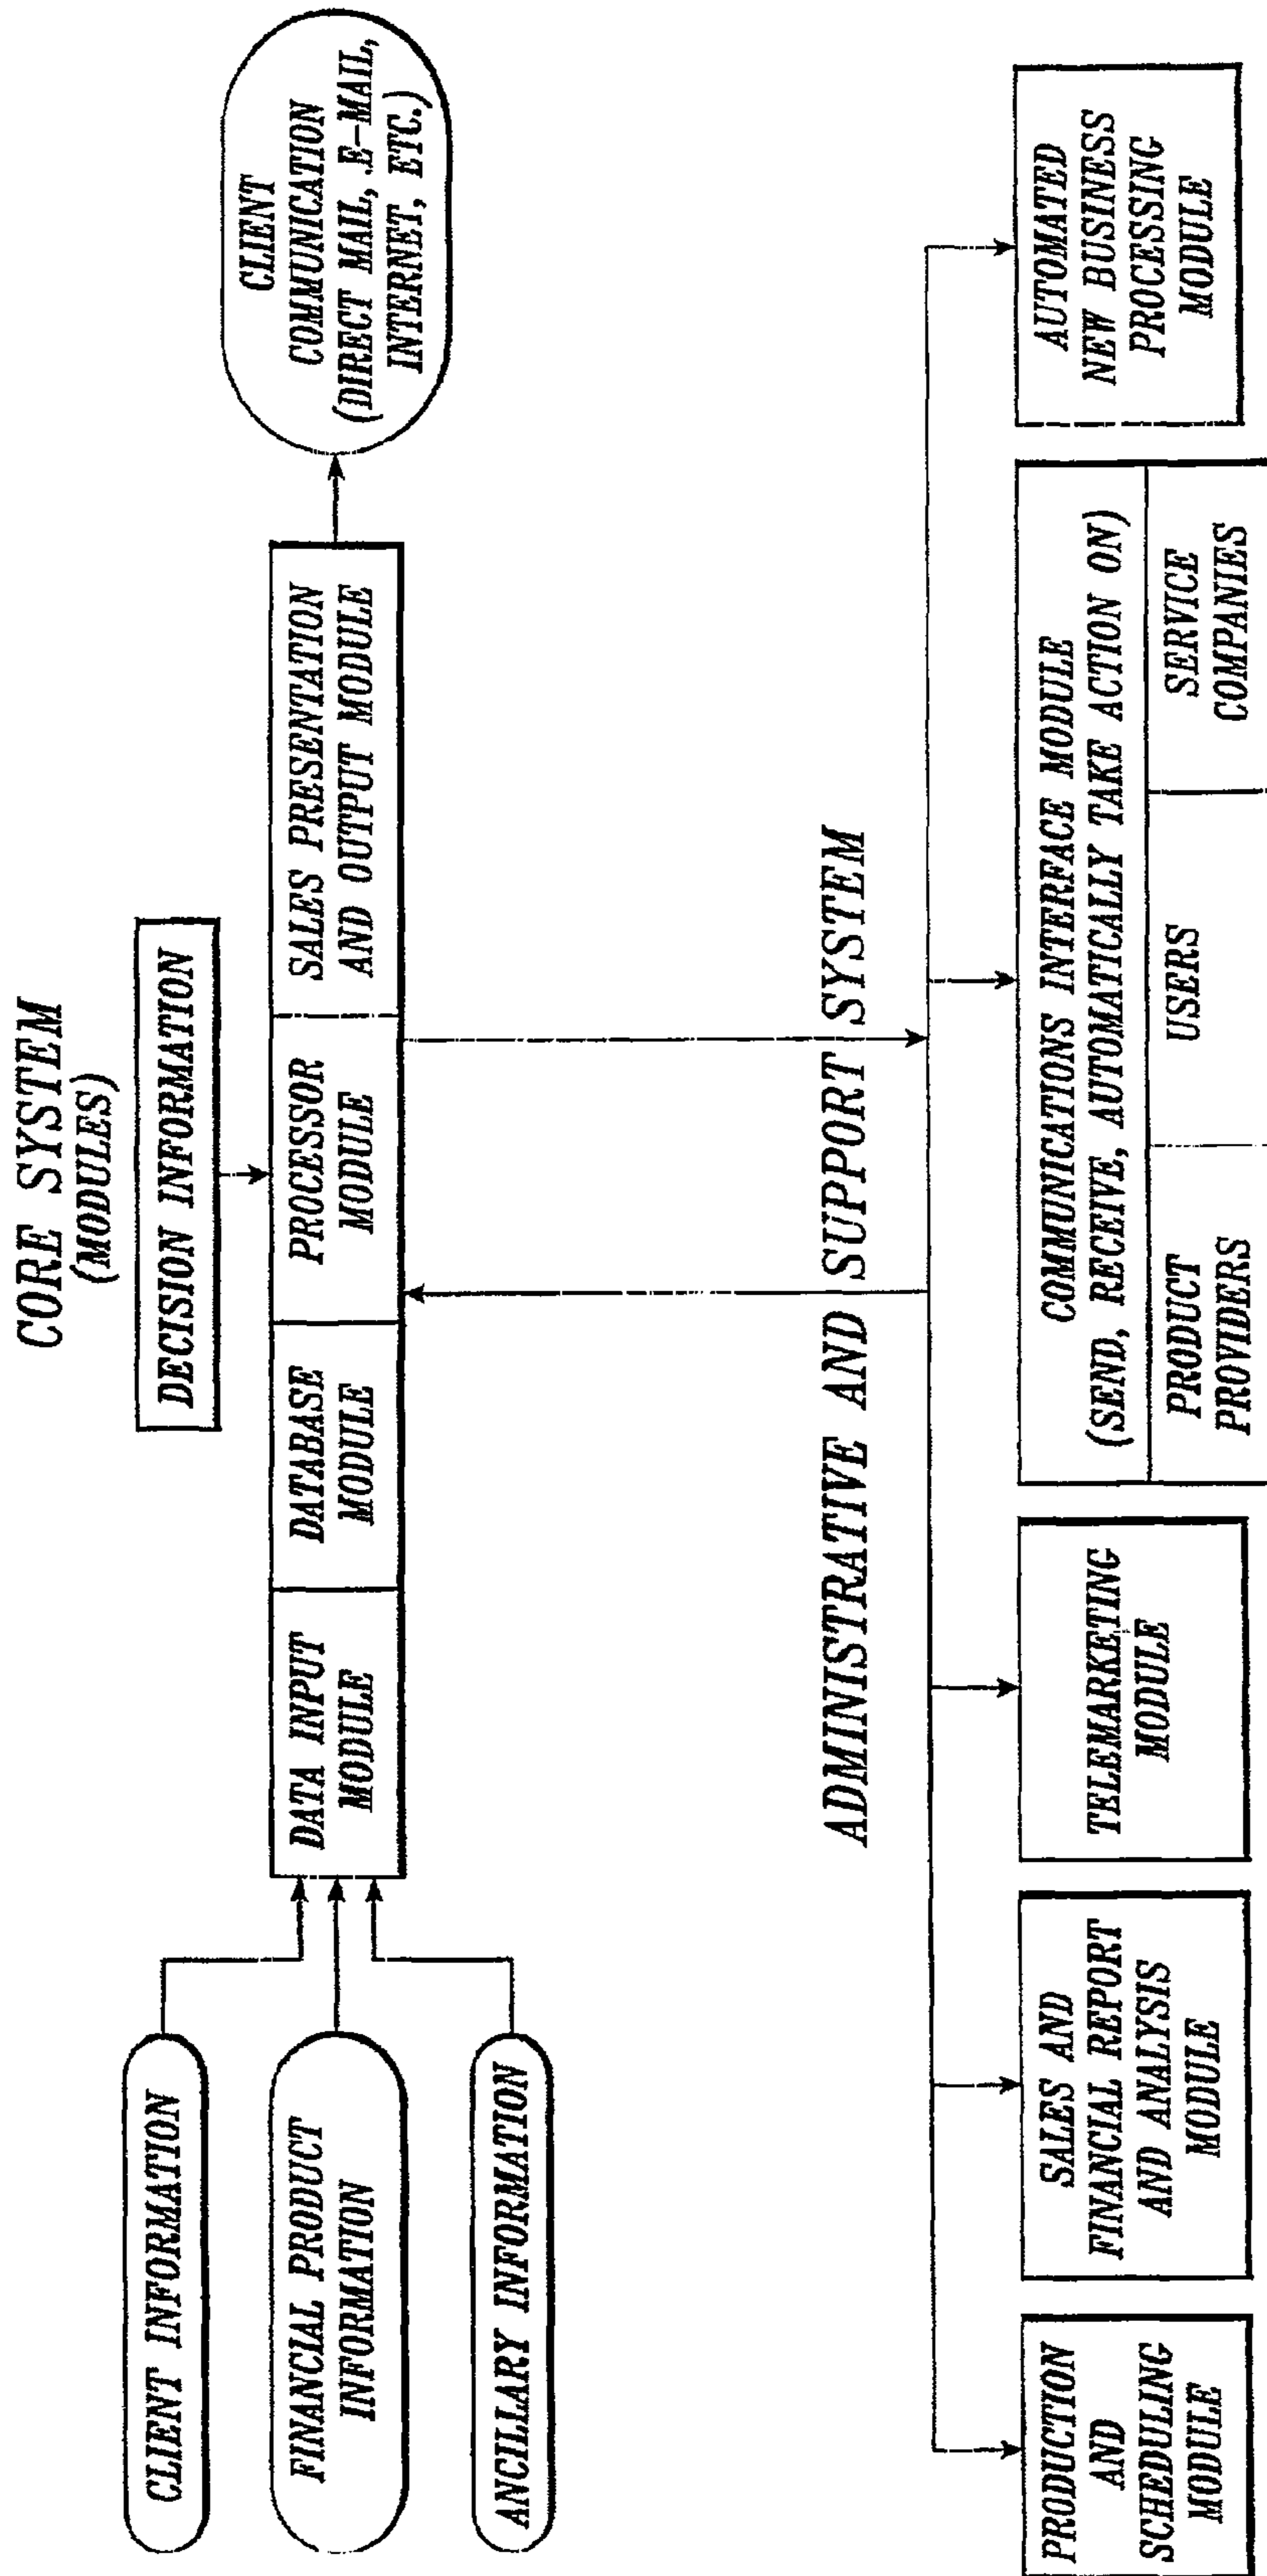 CORE SYSTEM
(MODULES)
DECISION INFORMATION
CLIENT INFORMATION
FINANCIAL PRODUCT
INFORMATION
ANCILLARY INFORMATION
DATA INPUT
MODULE
DATABASE
MODULE
PROCESSOR
MODULE
SALES PRESENTATION
AND OUTPUT MODULE
CLIENT
COMMUNICATION
(DIRECT MAIL, E-MAIL,
INTERNET, ETC.)
ADMINISTRATIVE AND SUPPORT SYSTEM
PRODUCTION
AND
SCHEDULING
MODULE
SALES AND
FINANCIAL REPORT
AND ANALYSIS
MODULE
TELEMARKETING
MODULE
COMMUNICATIONS INTERFACE MODULE
(SEND, RECEIVE, AUTOMATICALLY TAKE ACTION ON)
PRODUCT
PROVIDERS
USERS
SERVICE
COMPANIES
AUTOMATED
NEW BUSINESS
PROCESSING
MODULE